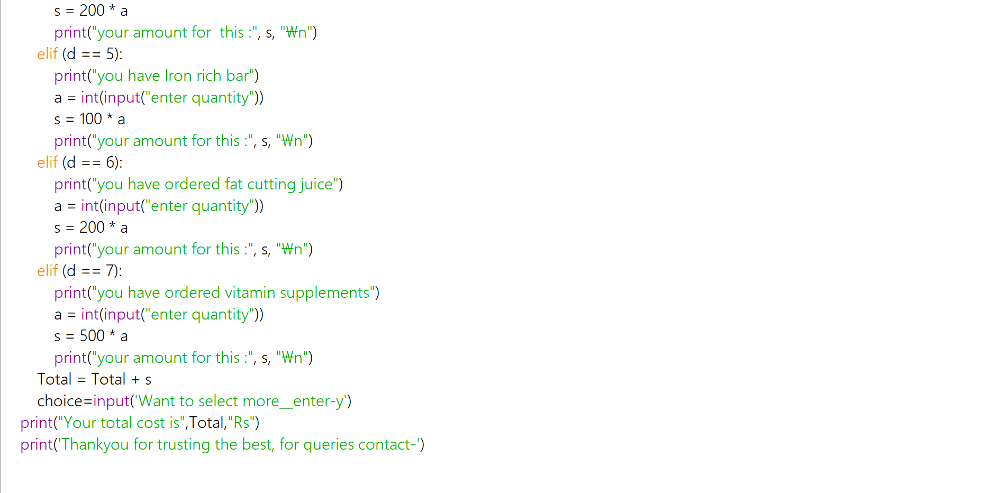 s = 200 * a
print("your amount for  this :", s, "₩n")
elif (d == 5):
print("you have Iron rich bar")
a = int(input("enter quantity"))
s = 100 * a
print("your amount for this :", s, "₩n")
elif (d == 6):
print("you have ordered fat cutting juice")
a = int(input("enter quantity"))
s = 200 * a
print("your amount for this :", s, "₩n")
elif (d == 7):
print("you have ordered vitamin supplements")
a = int(input("enter quantity"))
s = 500 * a
print("your amount for this :", s, "₩n")
Total = Total + s
choice=input('Want to select more__enter-y')
print("Your total cost is",Total,"Rs")
print('Thankyou for trusting the best, for queries contact-')